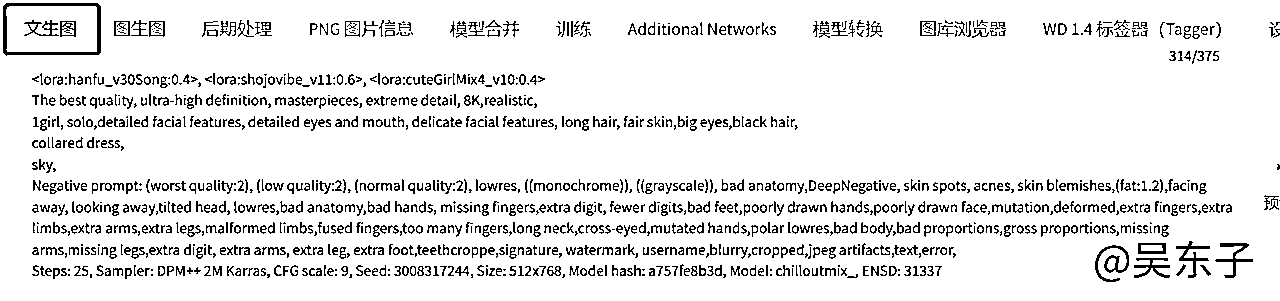 文生图 图生图 后期处理 PNG 图片信息 模型合并 训练 Additional Networks 模型转换 图库浏览器 WD 1.4 标签器（Tagger）
314/375
<lora:hanfu_v30Song:0.4>, <lora:shojovibe_v11:0.6>, <lora:cuteGirlMix4_v10:0.4>
The best quality, ultra-high definition, masterpieces, extreme detail, 8K,realistic,
1girl, solo,detailed facial features, detailed eyes and mouth, delicate facial features, long hair, fair skin,big eyes,black hair,
collared dress,
sky,
Negative prompt: (worst quality:2), (low quality:2), (normal quality:2), lowres, ((monochrome)), ((grayscale)), bad anatomy,DeepNegative, skin spots, acnes, skin blemishes,(fat:1.2),facing
away, looking away,tilted head, lowres,bad anatomy,bad hands, missing fingers,extra digit, fewer digits,bad feet,poorly drawn hands,poorly drawn face,mutation,deformed,extra fingers,extra
预
limbs,extra arms,extra legs,malformed limbs,fused fingers,too many fingers,long neck,cross-eyed,mutated hands,polar lowres,bad body,bad proportions,gross proportions,missing
arms,missing legs,extra digit, extra arms, extra leg, extra foot,teethcroppe,signature, watermark, username,blurry,cropped,jpeg artifacts,text,error,
Steps: 25, Sampler: DPM++ 2M Karras, CFG scale: 9, Seed: 3008317244, Size: 512x768, Model hash: a757fe8b3d, Model: chilloutmix_, ENSD: 31337
@吴东子